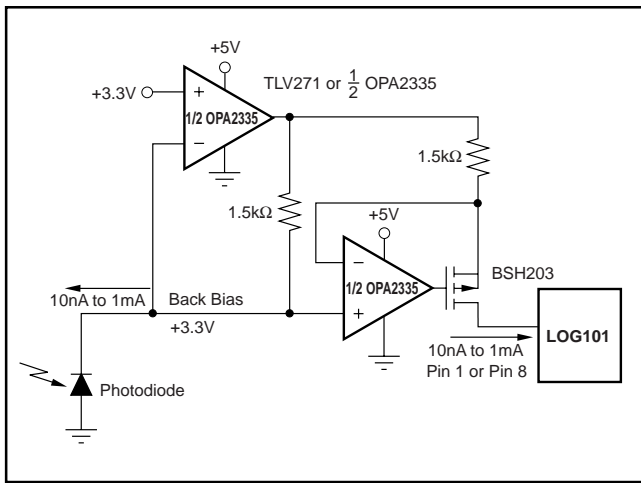 +5V
TLV271 or 1/2 OPA2335
+3.3V
+
1/2 OPA2335
–
1.5kΩ
1.5kΩ
+5V
–
BSH203
1/2 OPA2335
10nA to 1mA
Back Bias
+
+3.3V
LOG101
10nA to 1mA
Pin 1 or Pin 8
Photodiode